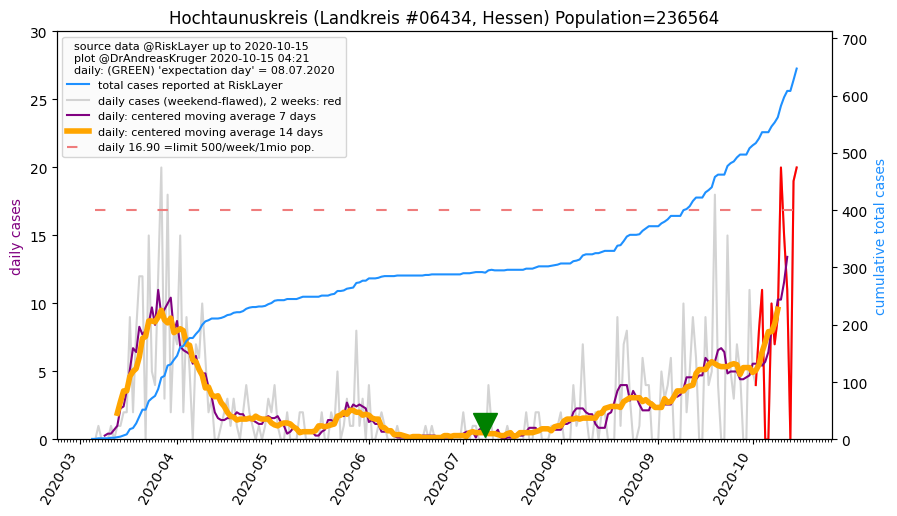 Hochtaunuskreis (Landkreis #06434, Hessen) Population=236564
source data @RiskLayer up to 2020-10-15
plot @DrAndreasKruger 2020-10-15 04:21
daily: (GREEN) 'expectation day' = 08.07.2020
total cases reported at RiskLayer
daily cases (weekend-flawed), 2 weeks: red
daily: centered moving average 7 days
daily: centered moving average 14 days
daily 16.90 =limit 500/week/1mio pop.
daily cases
30
25
20
15
10
5
0
cumulative total cases
700
600
500
400
300
200
100
0
2020-03
2020-04
2020-05
2020-06
2020-07
2020-08
2020-09
2020-10